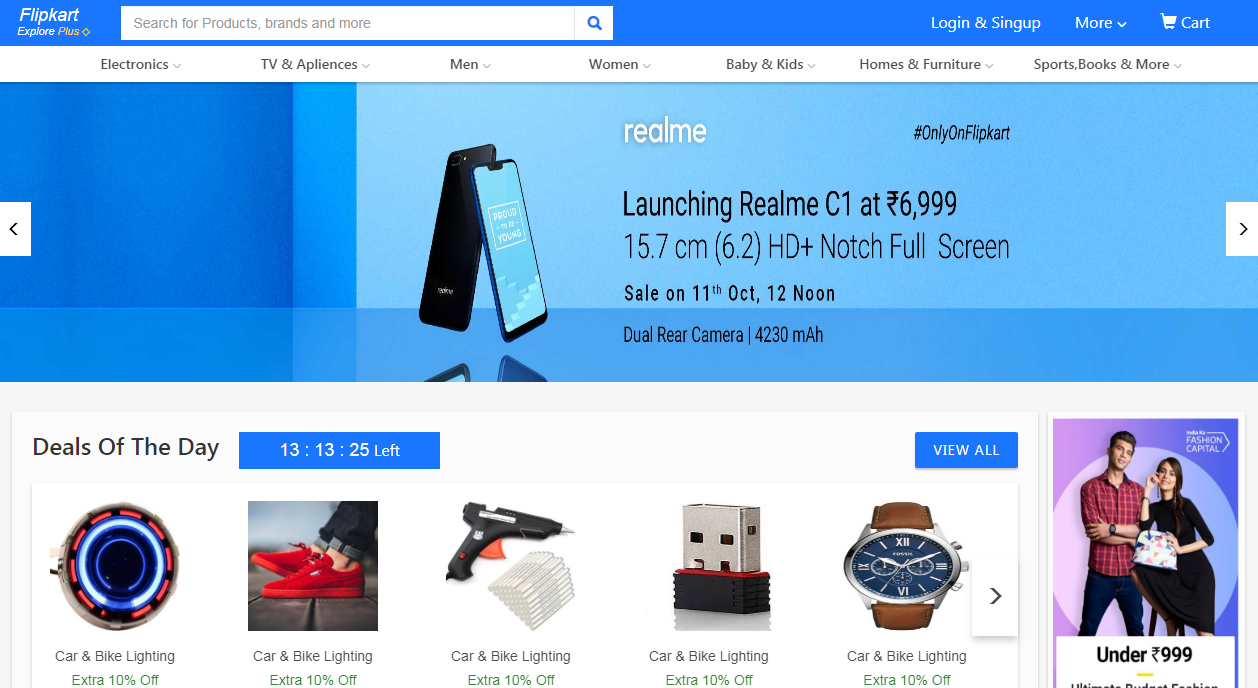 Flipkart
Explore Plus
Search for Products, brands and more
Login & Singup
More
Cart
Electronics
TV & Apliences
Men
Women
Baby & Kids
Homes & Furniture
Sports,Books & More
realme
#OnlyOnFlipkart
Launching Realme C1 at ₹6,999
15.7 cm (6.2) HD+ Notch Full Screen
Sale on 11th Oct, 12 Noon
Dual Rear Camera | 4230 mAh
PROUD
TO BE
YOUNG
realme
Deals Of The Day
13 : 13 : 25 Left
VIEW ALL
India Ka
FASHION
CAPITAL
XII
FOSSIL
VI
Car & Bike Lighting
Car & Bike Lighting
Car & Bike Lighting
Car & Bike Lighting
Car & Bike Lighting
Extra 10% Off
Extra 10% Off
Extra 10% Off
Extra 10% Off
Extra 10% Off
Under ₹999
Ultimate Budget Fashion